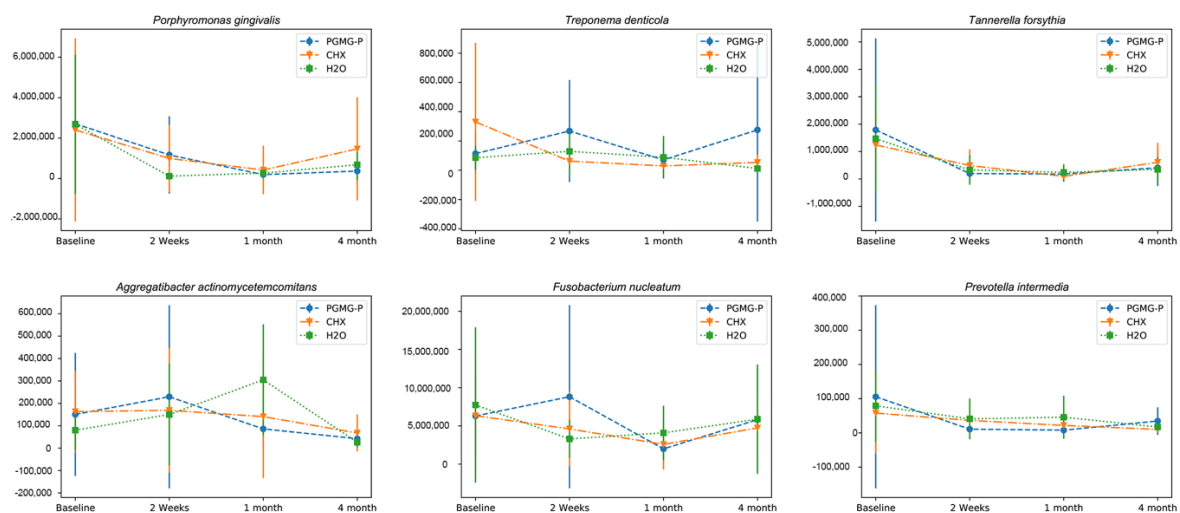 Porphyromonas gingivalis
6,000,000
4,000,000
2,000,000
0
.-2,000,000
PGMG-P
CHX
H2O
Baseline
2 Weeks
1 month
4 month
Treponema denticola
800,000
600,000
400,000
200,000
0
-200,000
-400,000
PGMG-P
CHX
H2O
Baseline
2 Weeks
1 month
4 month
Tannerella forsythia
5,000,000
4,000,000
3,000,000
2,000,000
1,000,000
0
-1,000,000
PGMG-P
CHX
H2O
Baseline
2 Weeks
1 month
4 month
Aggregatibacter actinomycetemcomitans
600,000
500,000
400,000
300,000
200,000
100,000
0
-100,000
-200,000
PGMG-P
CHX
H2O
Baseline
2 Weeks
1 month
4 month
Fusobacterium nucleatum
20,000,000
15,000,000
10,000,000
5,000,000
0
PGMG-P
CHX
H2O
Baseline
2 Weeks
1 month
4 month
Prevotella intermedia
400,000
300,000
200,000
100,000
0
-100,000
PGMG-P
CHX
H2O
Baseline
2 Weeks
1 month
4 month